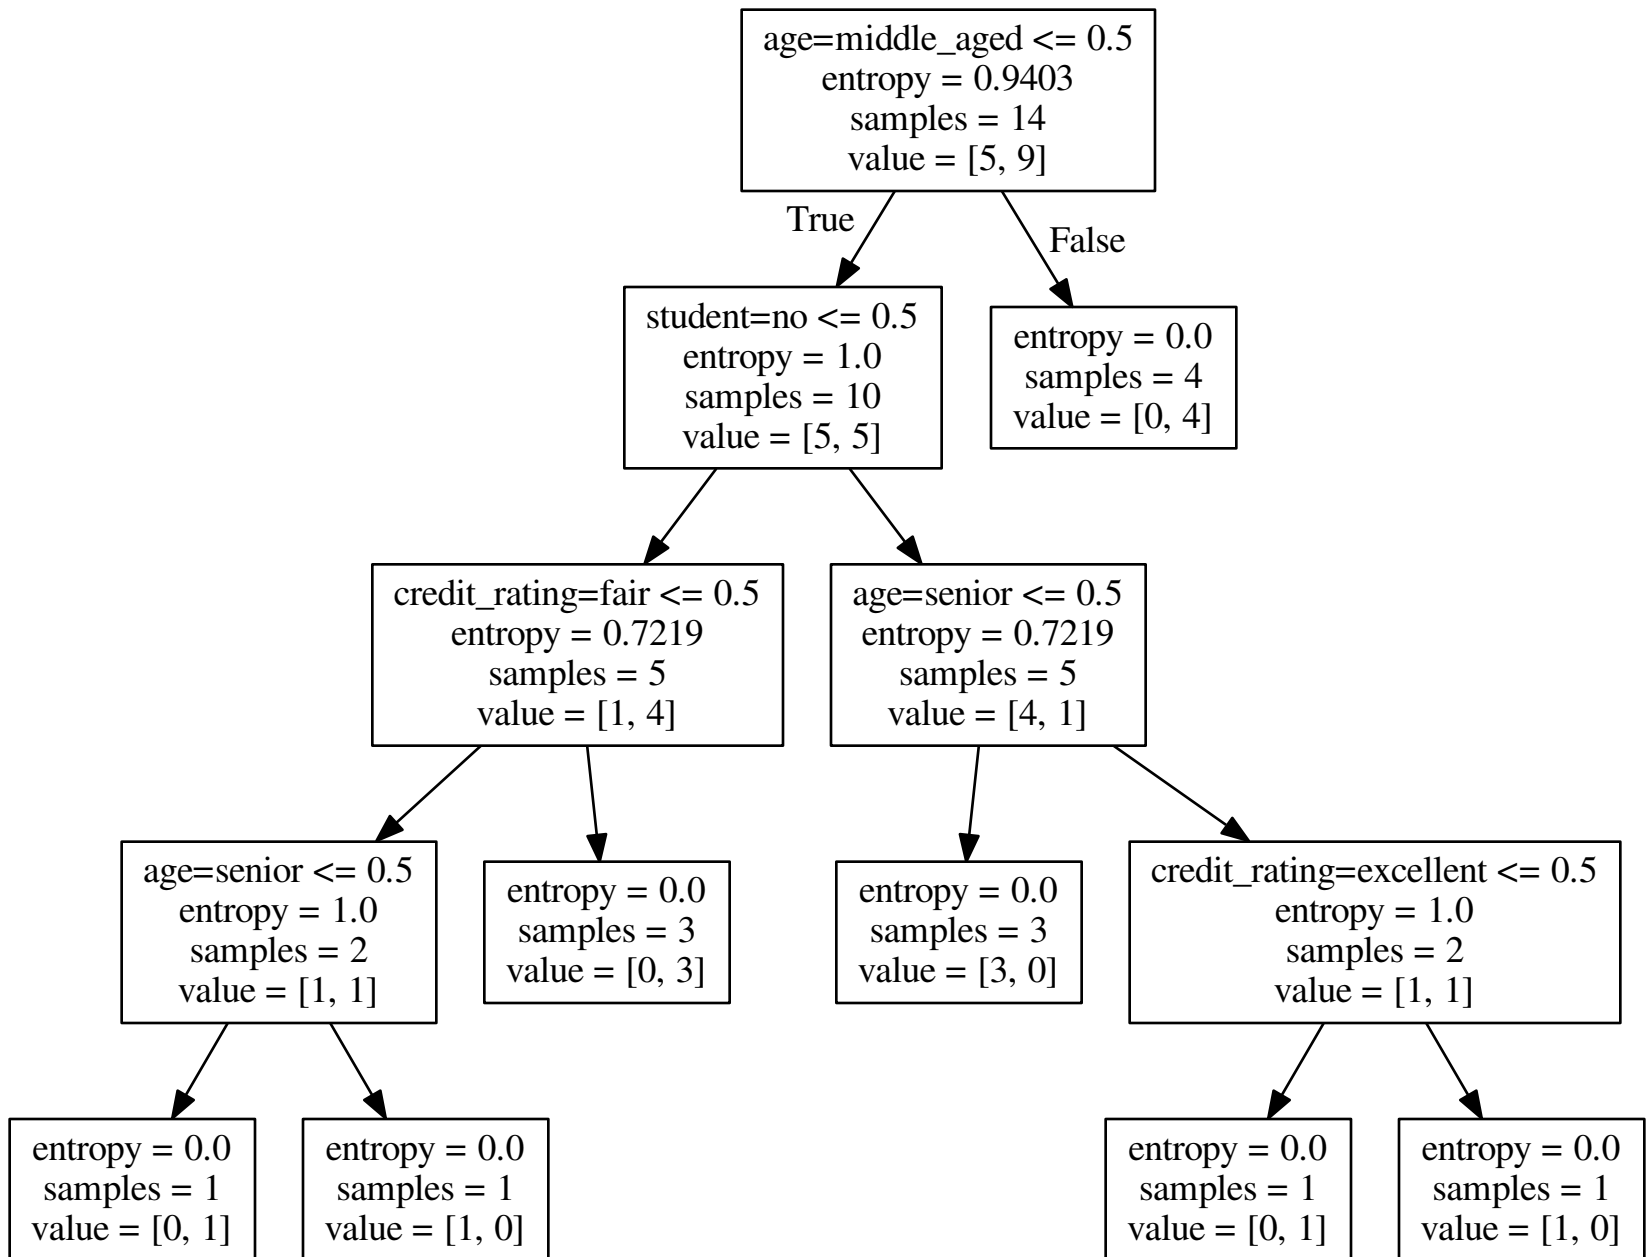 age=middle_aged <= 0.5
entropy = 0.9403
samples = 14
value = [5, 9]
True
False
student=no <= 0.5
entropy = 1.0
samples = 10
value = [5, 5]
entropy = 0.0
samples = 4
value = [0, 4]
credit_rating=fair <= 0.5
entropy = 0.7219
samples = 5
value = [1, 4]
age=senior <= 0.5
entropy = 0.7219
samples = 5
value = [4, 1]
age=senior <= 0.5
entropy = 1.0
samples = 2
value = [1, 1]
entropy = 0.0
samples = 3
value = [0, 3]
entropy = 0.0
samples = 3
value = [3, 0]
credit_rating=excellent <= 0.5
entropy = 1.0
samples = 2
value = [1, 1]
entropy = 0.0
samples = 1
value = [0, 1]
entropy = 0.0
samples = 1
value = [1, 0]
entropy = 0.0
samples = 1
value = [0, 1]
entropy = 0.0
samples = 1
value = [1, 0]